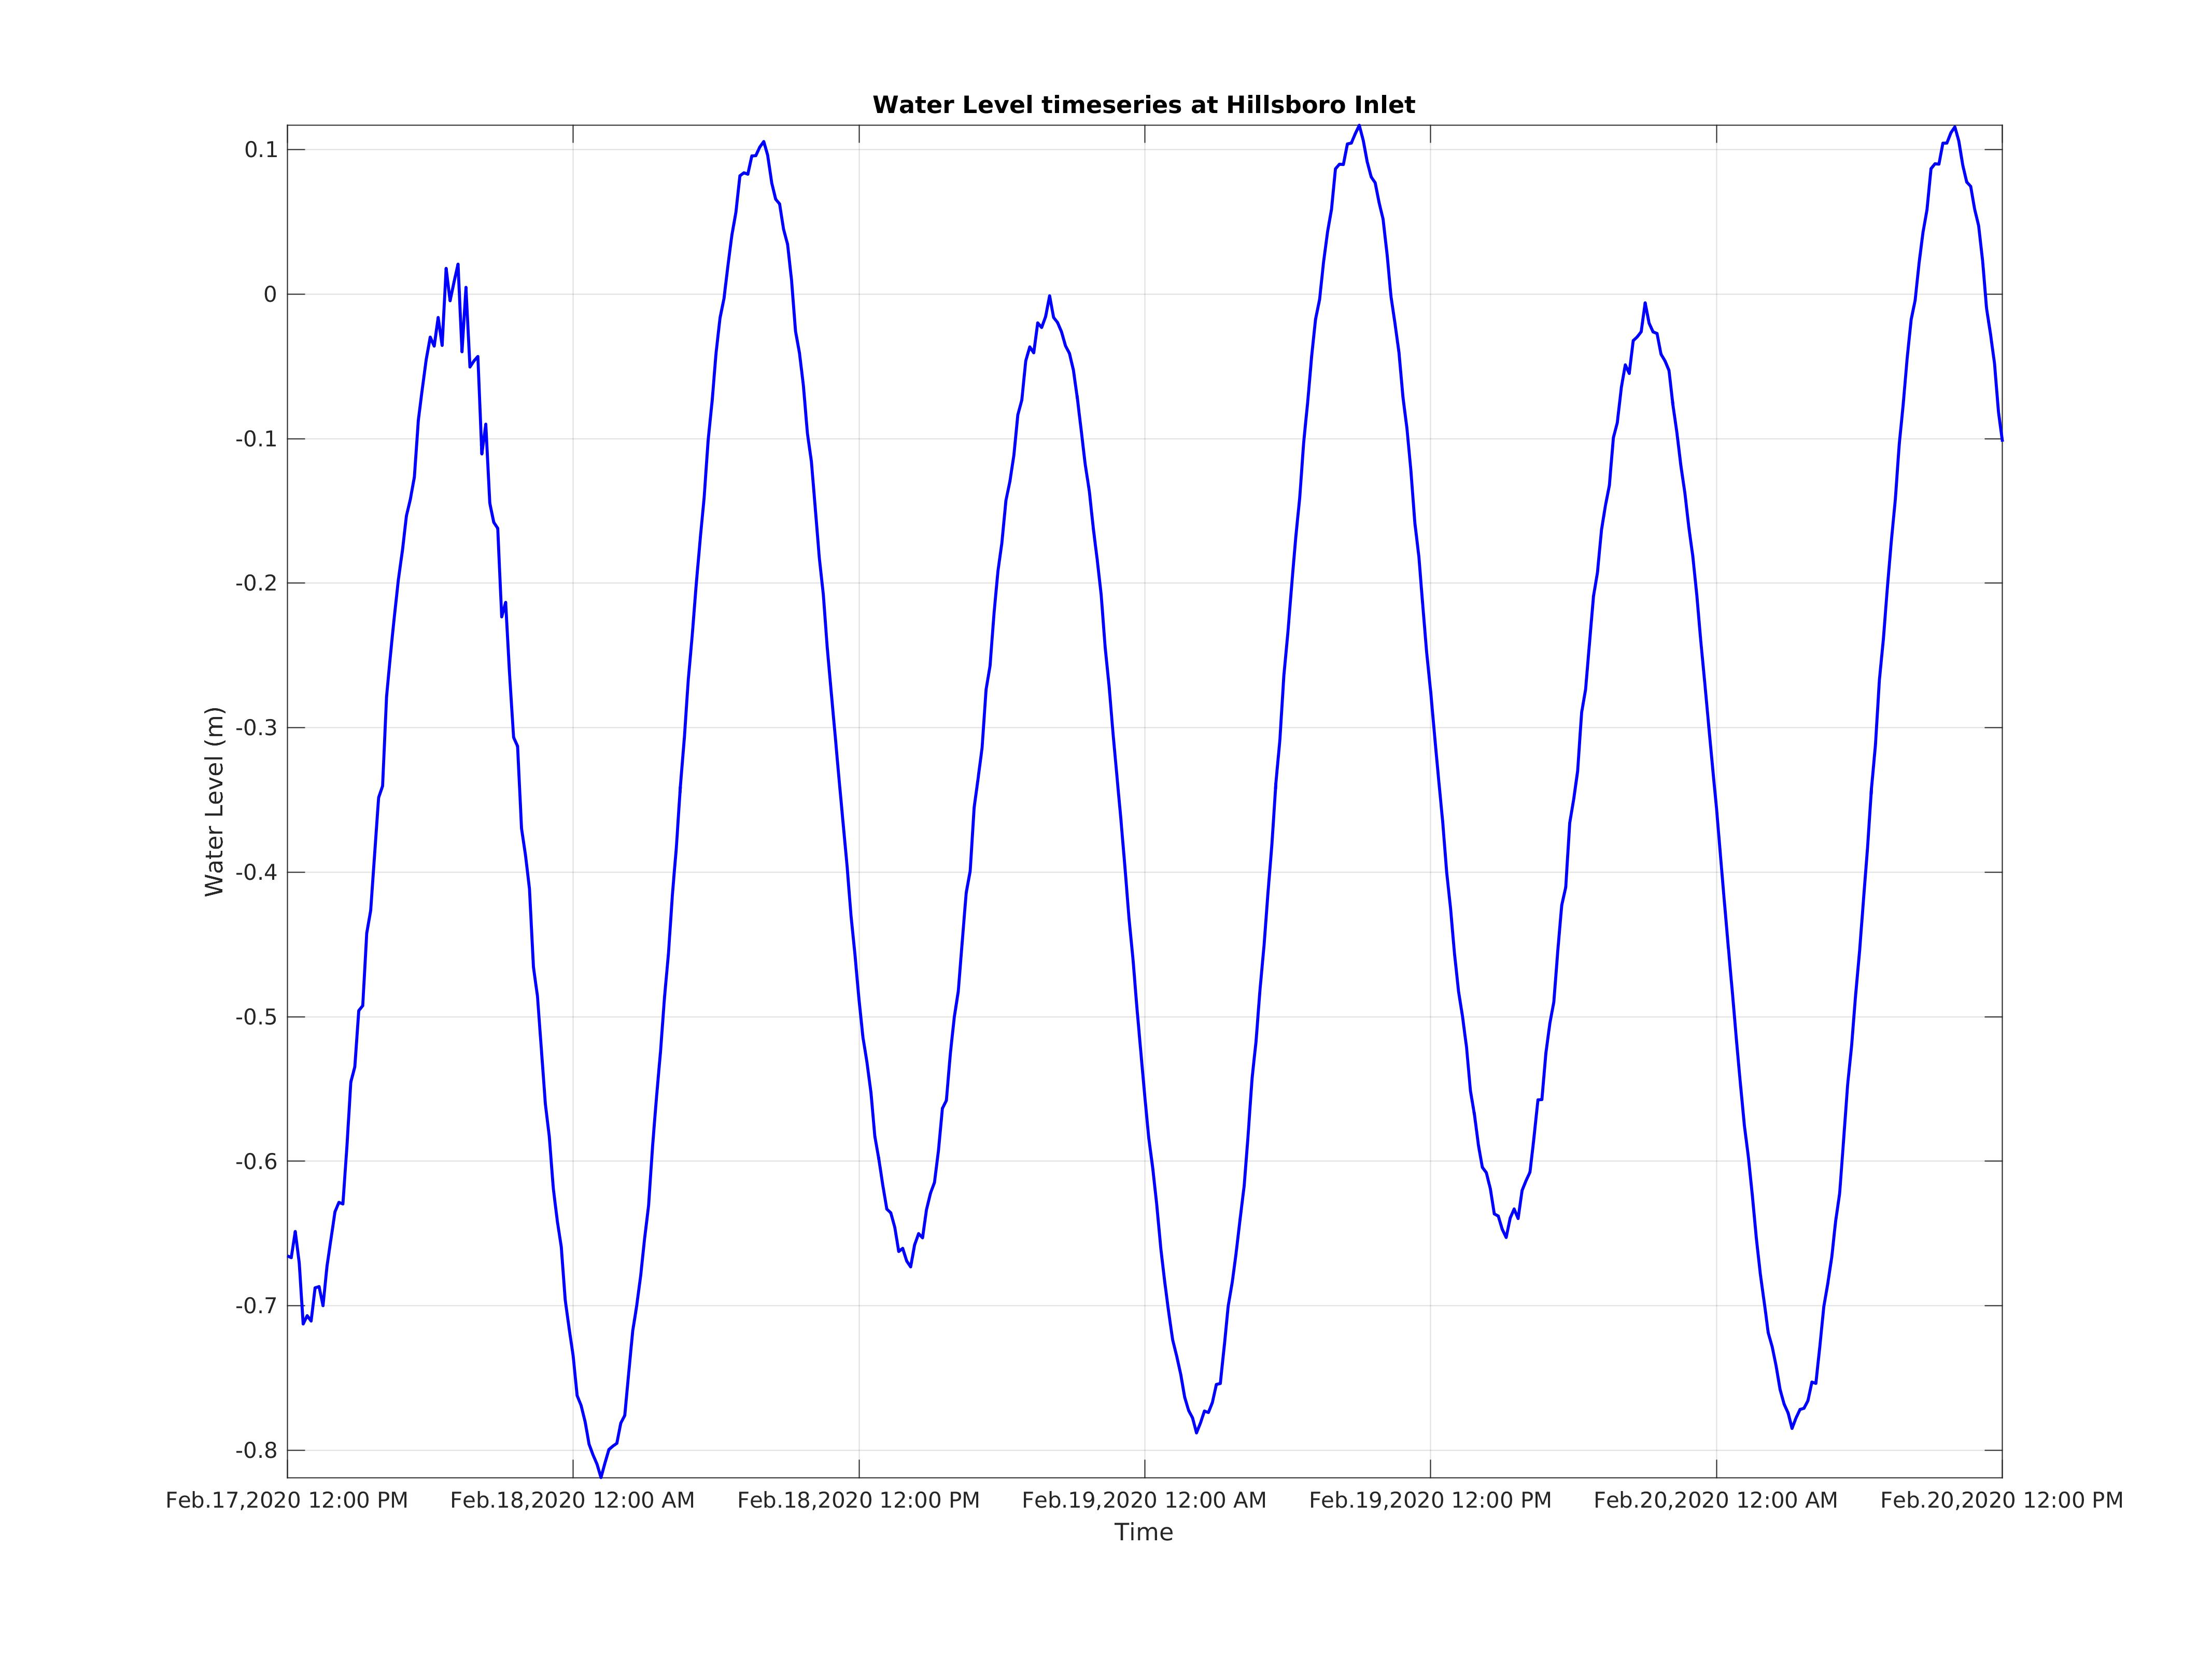 Water Level timeseries at Hillsboro Inlet
0.1
0
-0.1
-0.2
-0.3
-0.4
-0.5
-0.6
-0.7
-0.8
Water Level (m)
Feb.17,2020 12:00 PM
Feb.18,2020 12:00 AM
Feb.18,2020 12:00 PM
Feb.19,2020 12:00 AM
Feb.19,2020 12:00 PM
Feb.20,2020 12:00 AM
Feb.20,2020 12:00 PM
Time